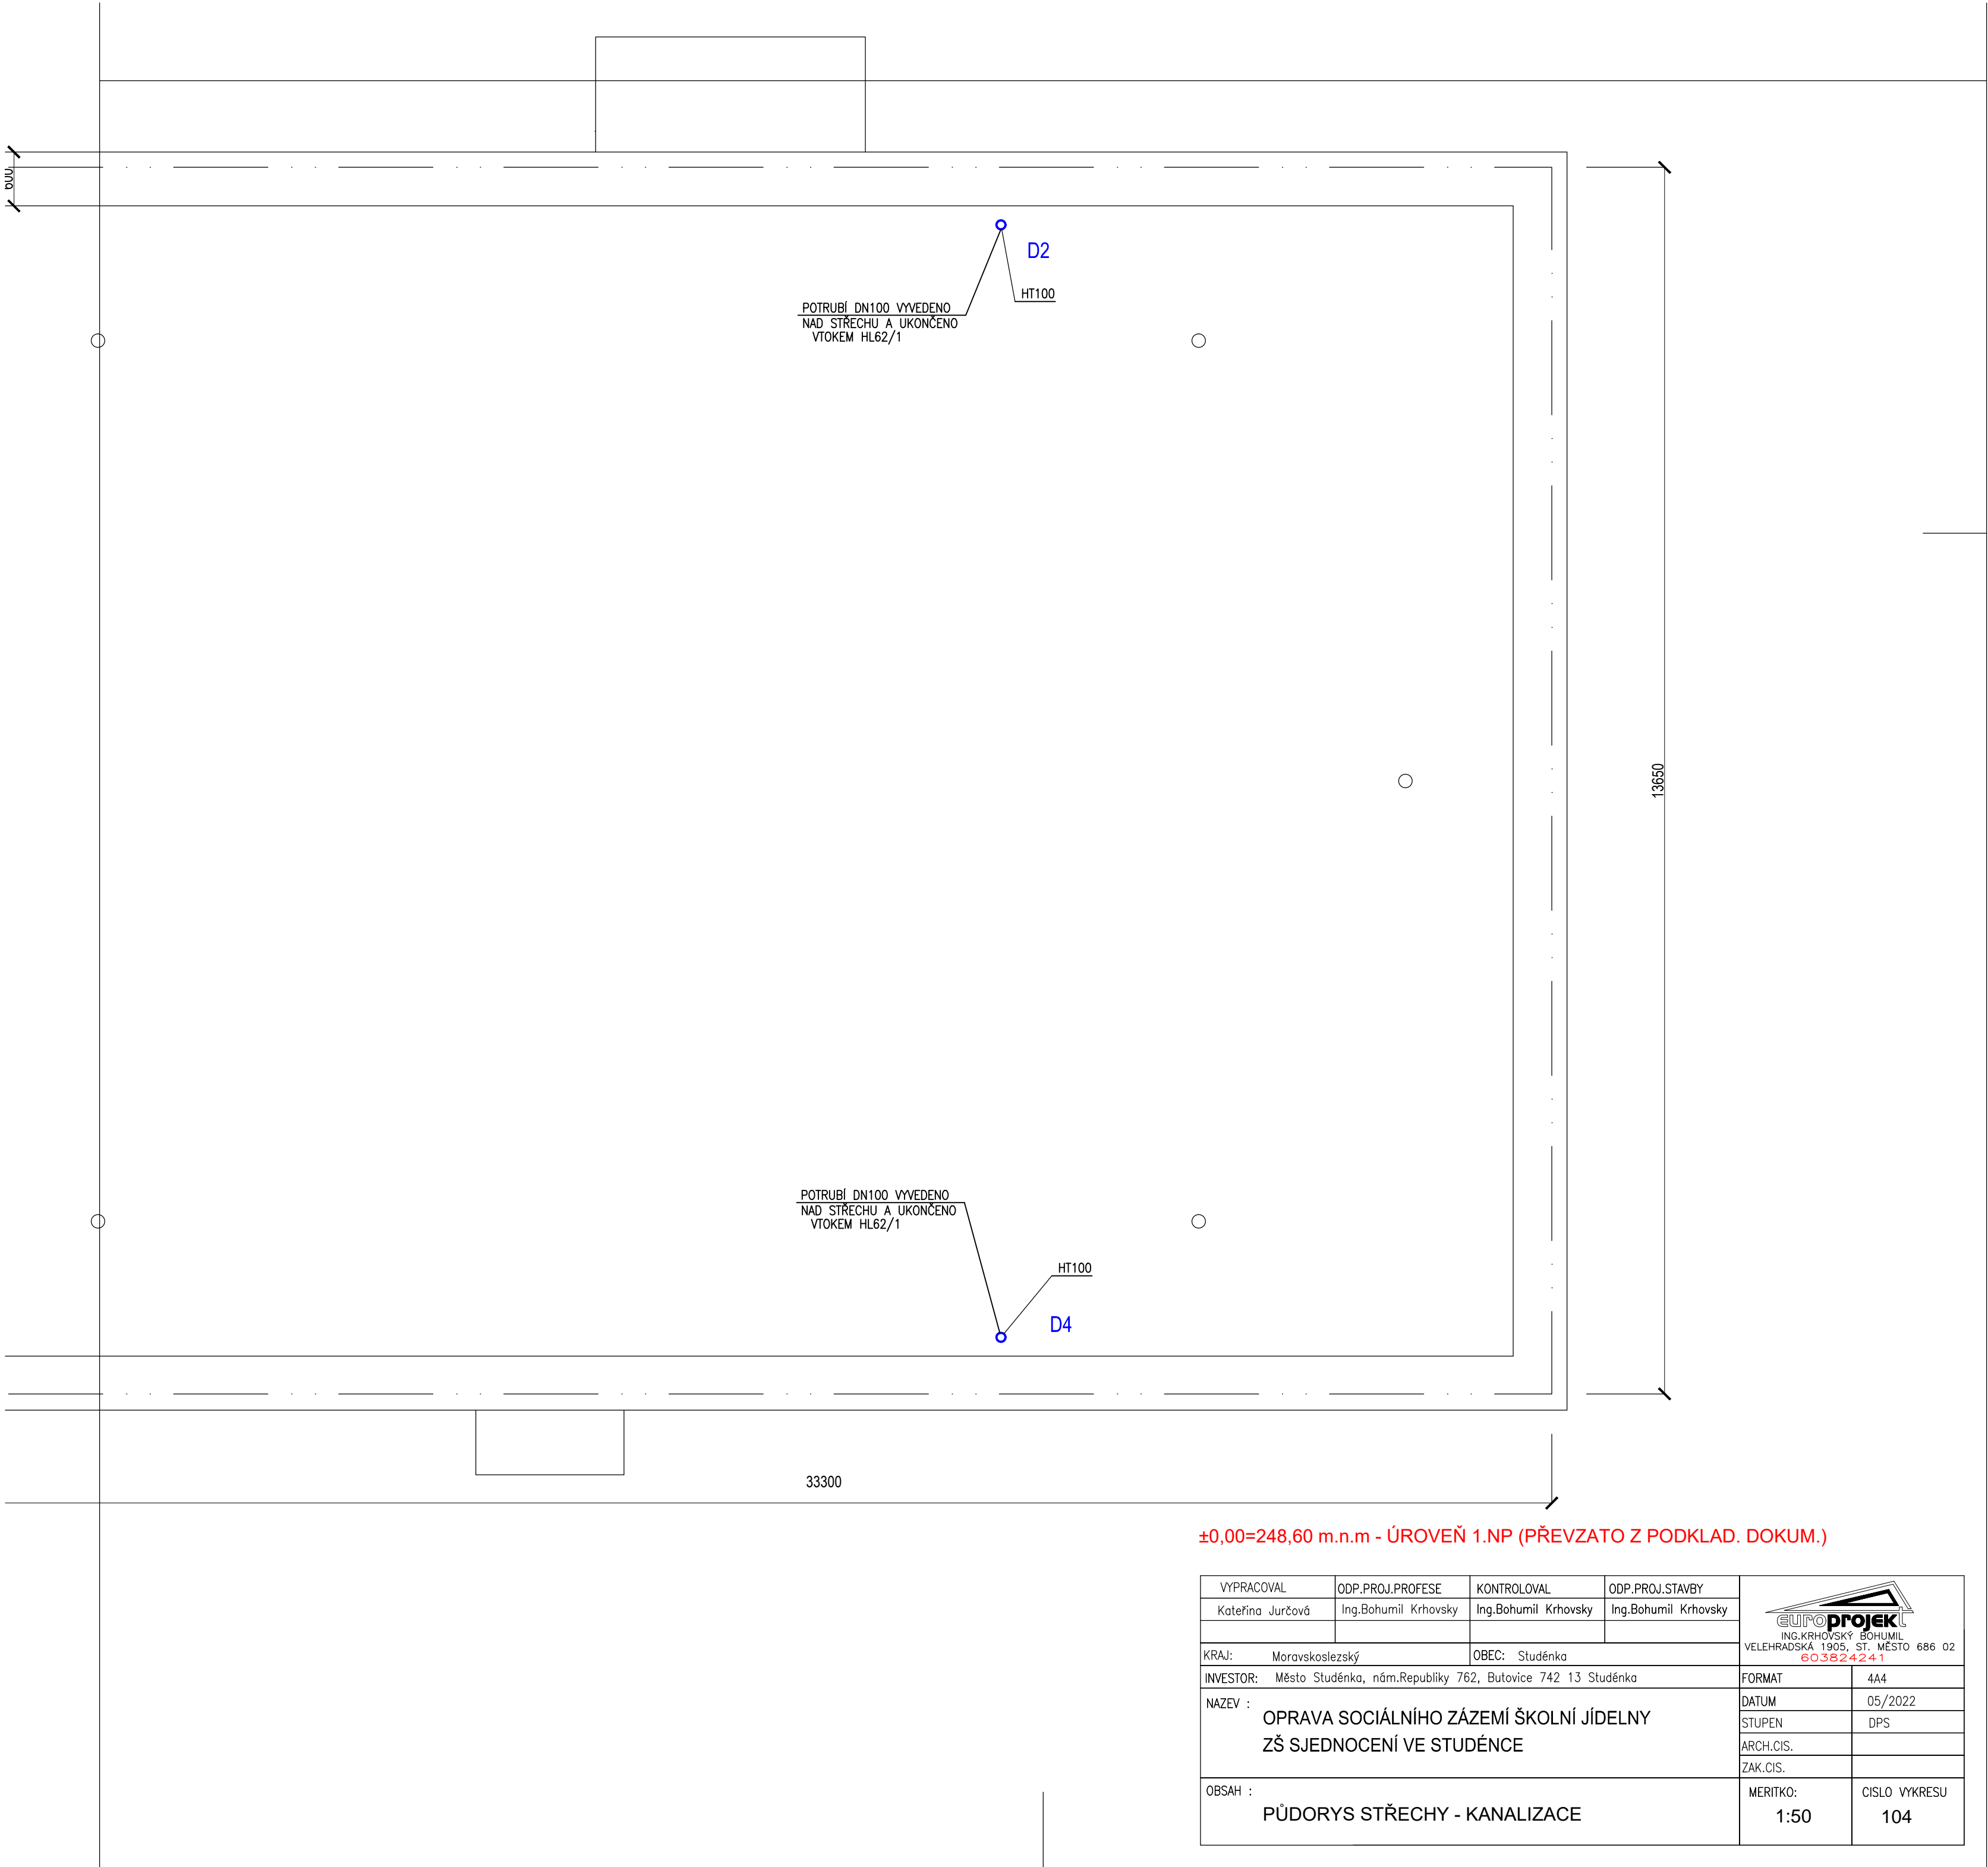 600
D2
HT100
POTRUBÍ DN100 VYVEDENO
NAD STŘECHU A UKONČENO
VTOKEM HL62/1
13650
POTRUBÍ DN100 VYVEDENO
NAD STŘECHU A UKONČENO
VTOKEM HL62/1
HT100
D4
33300
±0,00=248,60 m.n.m - ÚROVEŇ 1.NP (PŘEVZATO Z PODKLAD. DOKUM.)
VYPRACOVAL ODP.PROJ.PROFESE KONTROLOVAL ODP.PROJ.STAVBY
Kateřina Jurčová Ing.Bohumil Krhovsky Ing.Bohumil Krhovsky Ing.Bohumil Krhovsky
europrojekt
ING.KRHOVSKÝ BOHUMIL
VELEHRADSKÁ 1905, ST. MĚSTO 686 02
603824241
KRAJ: Moravskoslezský OBEC: Studénka
INVESTOR: Město Studénka, nám.Republiky 762, Butovice 742 13 Studénka
FORMAT 4A4
DATUM 05/2022
STUPEN DPS
ARCH.CIS.
ZAK.CIS.
NAZEV :
OPRAVA SOCIÁLNÍHO ZÁZEMÍ ŠKOLNÍ JÍDELNY
ZŠ SJEDNOCENÍ VE STUDÉNCE
OBSAH :
PŮDORYS STŘECHY - KANALIZACE
MERITKO: CISLO VYKRESU
1:50 104